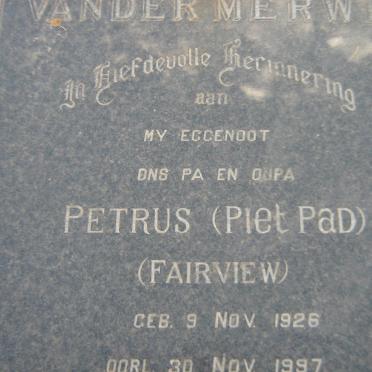 VAN DER MERW
In Liefdevolle Herinnering
aan
MY EGGENOOT
ONS PA EN OUPA
PETRUS (Piet Pad)
(FAIRVIEW)
GEB. 9 NOV. 1926
OORL. 30 NOV. 1997